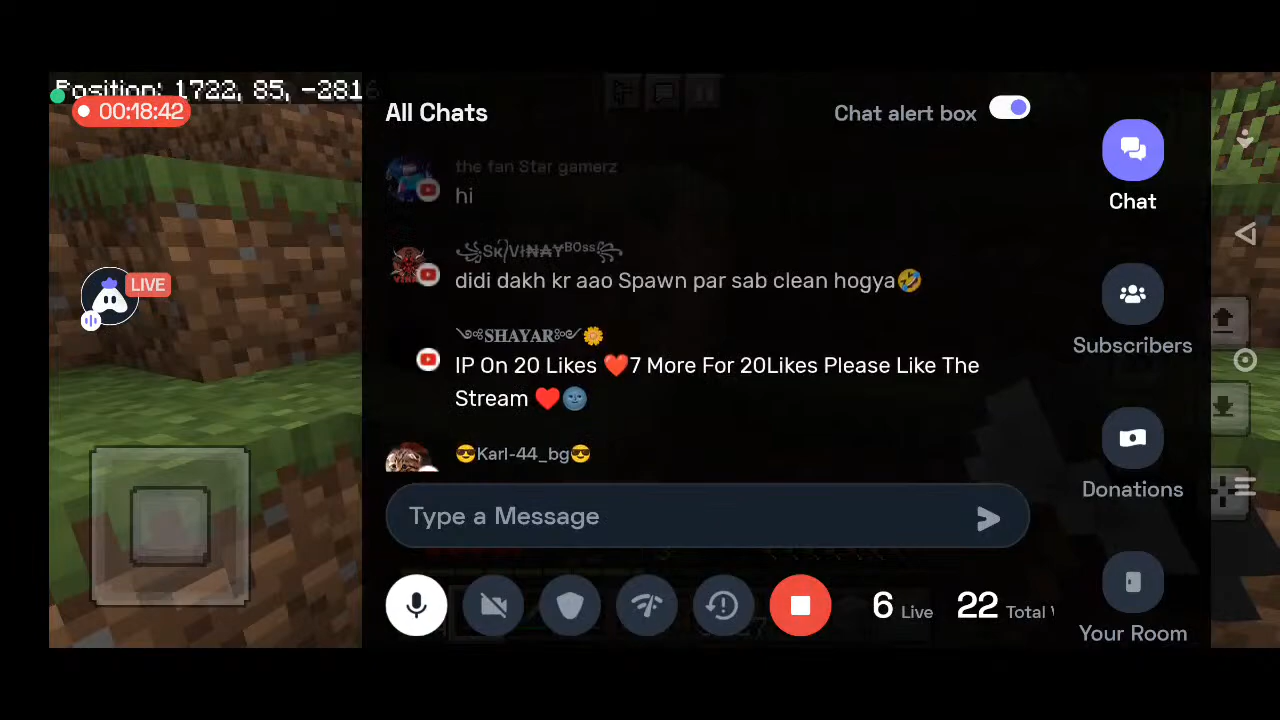 Position: 1722, 85, -2816
00:18:42
LIVE
All Chats
Chat alert box
the fan Star gamerz
hi
didi dakh kr aao Spawn par sab clean hogya🤣
༺SHAYAR༻🌼
IP On 20 Likes ❤️7 More For 20Likes Please Like The
Stream ❤️🌚
😎Karl-44_bg😎
Type a Message
6 Live 22 Total
Chat
Subscribers
Donations
Your Room